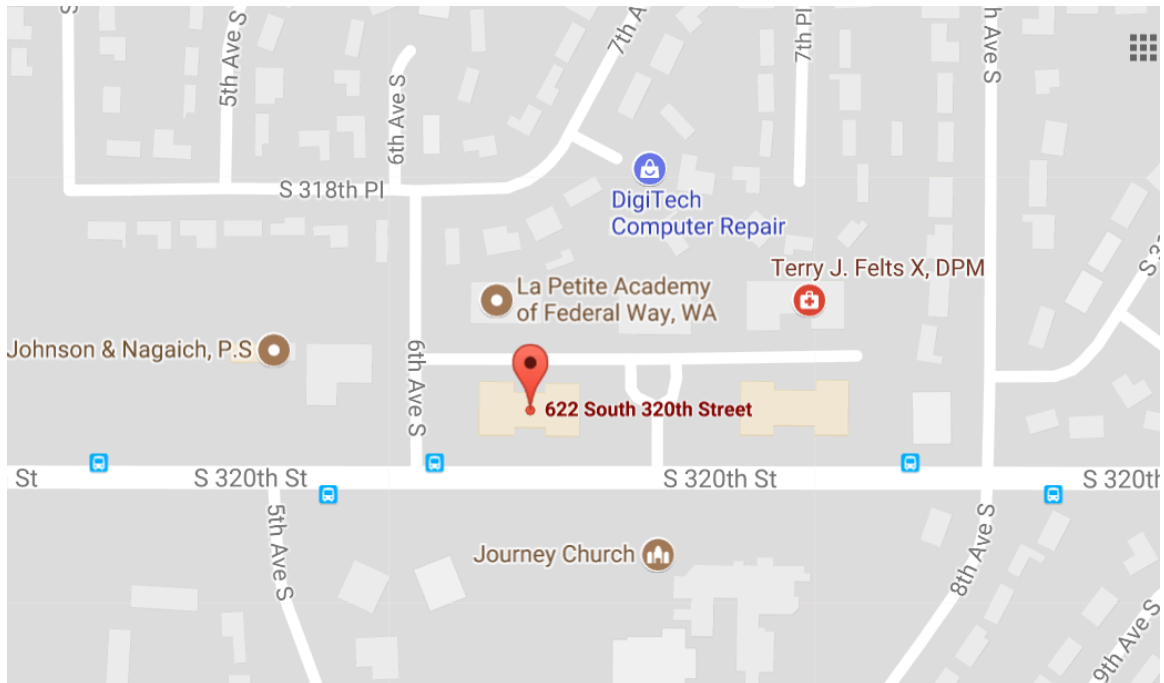 S
5th Ave S
6th Ave S
7th A
7th Pl
h Ave S
S 318th Pl
DigiTech
Computer Repair
Terry J. Felts X, DPM
La Petite Academy
of Federal Way, WA
Johnson & Nagaich, P.S
6th Ave S
622 South 320th Street
St
S 320th St
S 320th St
S 320th
5th Ave S
Journey Church
8th Ave S
9th Ave S